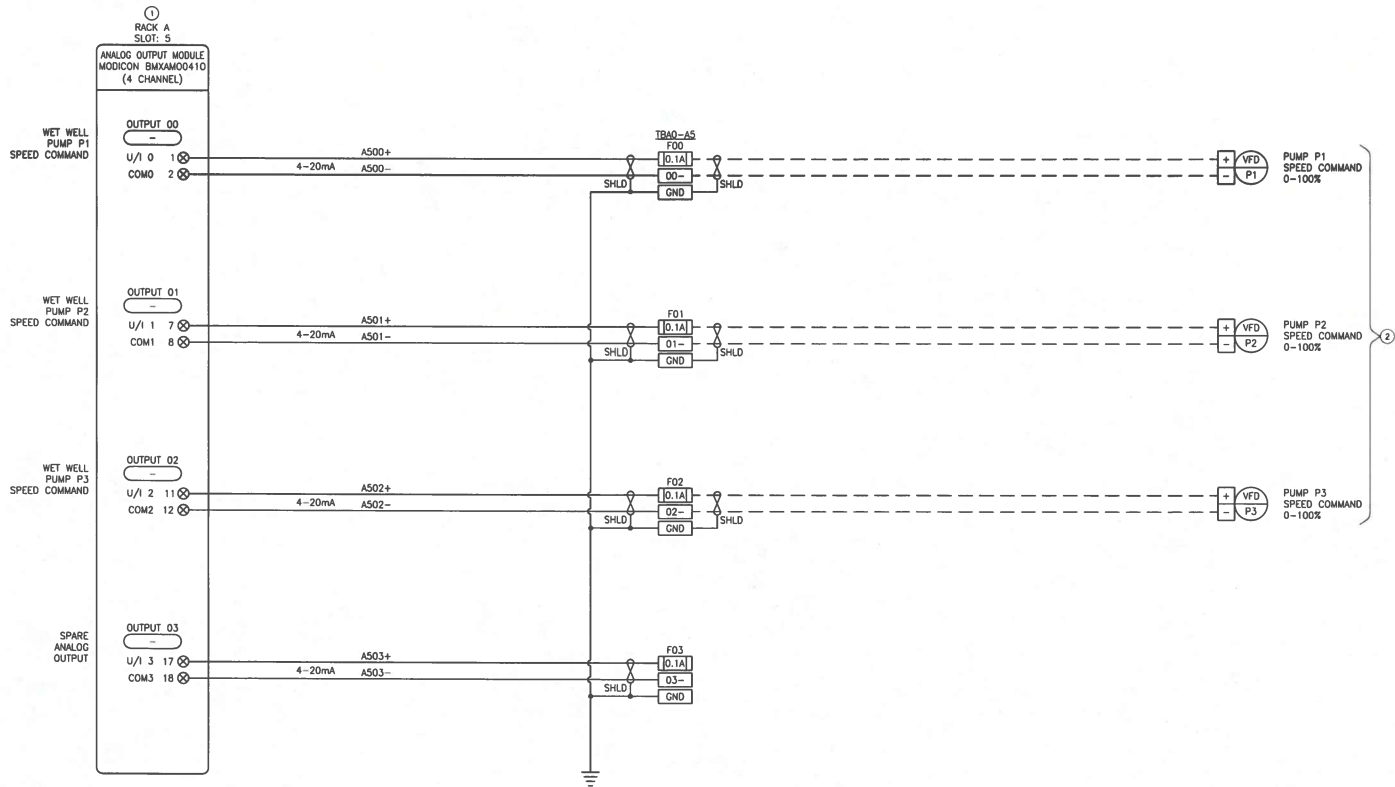 1
RACK A
SLOT: 5
ANALOG OUTPUT MODULE
MODICON BMXAMO0410
(4 CHANNEL)
WET WELL
PUMP P1
SPEED COMMAND
OUTPUT 00
-
U/I 0 1
COM0 2
A500+
4-20mA A500-
TBAO-A5
F00
0.1A
00-
GND
SHLD
SHLD
+ VFD
- P1
PUMP P1
SPEED COMMAND
0-100%
WET WELL
PUMP P2
SPEED COMMAND
OUTPUT 01
-
U/I 1 7
COM1 8
A501+
4-20mA A501-
F01
0.1A
01-
GND
SHLD
SHLD
+ VFD
- P2
PUMP P2
SPEED COMMAND
0-100%
2
WET WELL
PUMP P3
SPEED COMMAND
OUTPUT 02
-
U/I 2 11
COM2 12
A502+
4-20mA A502-
F02
0.1A
02-
GND
SHLD
SHLD
+ VFD
- P3
PUMP P3
SPEED COMMAND
0-100%
SPARE
ANALOG
OUTPUT
OUTPUT 03
-
U/I 3 17
COM3 18
A503+
4-20mA A503-
F03
0.1A
03-
GND
SHLD